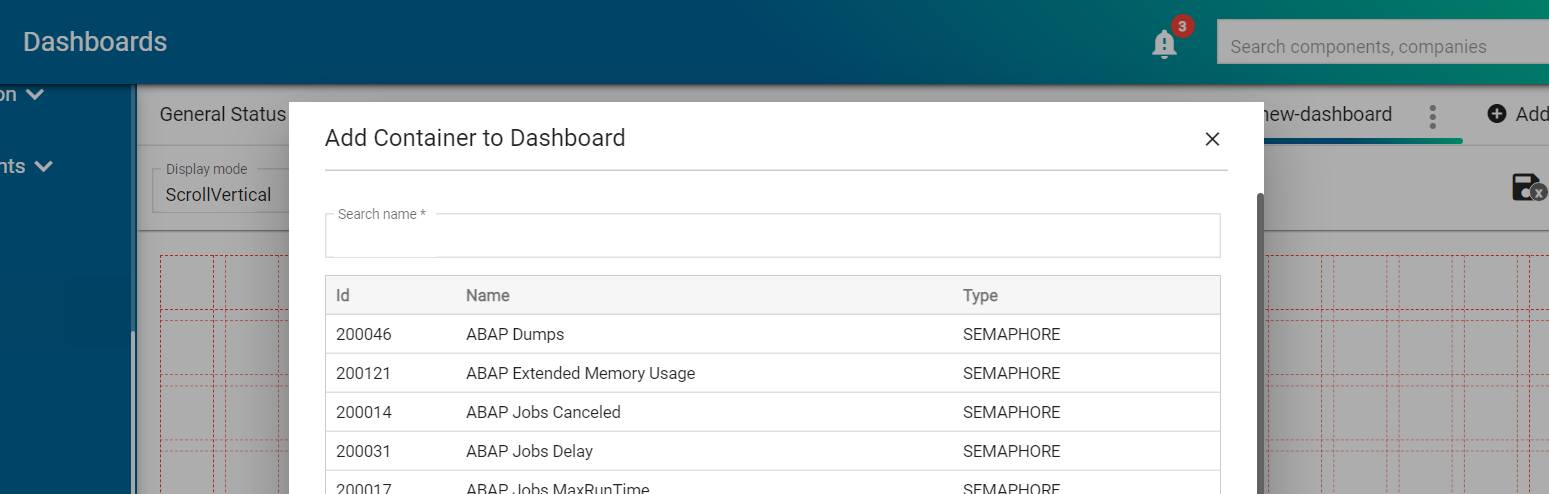 Dashboards
3
Search components, companies
on
General Status
Add Container to Dashboard
new-dashboard
Add
nts
Display mode
ScrollVertical
x
Search name *
Id Name Type
200046 ABAP Dumps SEMAPHORE
200121 ABAP Extended Memory Usage SEMAPHORE
200014 ABAP Jobs Canceled SEMAPHORE
200031 ABAP Jobs Delay SEMAPHORE
200017 ABAP Jobs MaxRunTime SEMAPHORE